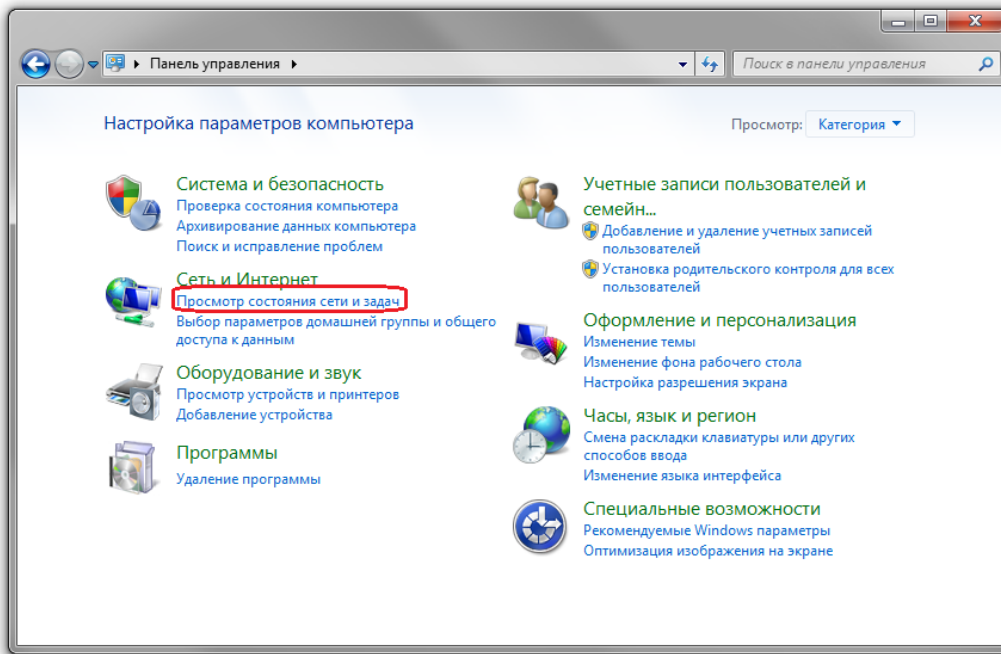 Панель управления
Поиск в панели управления
Настройка параметров компьютера
Просмотр: Категория
Система и безопасность
Проверка состояния компьютера
Архивирование данных компьютера
Поиск и исправление проблем
Сеть и Интернет
Просмотр состояния сети и задач
Выбор параметров домашней группы и общего
доступа к данным
Оборудование и звук
Просмотр устройств и принтеров
Добавление устройства
Программы
Удаление программы
Учетные записи пользователей и
семейн...
Добавление и удаление учетных записей
пользователей
Установка родительского контроля для всех
пользователей
Оформление и персонализация
Изменение темы
Изменение фона рабочего стола
Настройка разрешения экрана
Часы, язык и регион
Смена раскладки клавиатуры или других
способов ввода
Изменение языка интерфейса
Специальные возможности
Рекомендуемые Windows параметры
Оптимизация изображения на экране